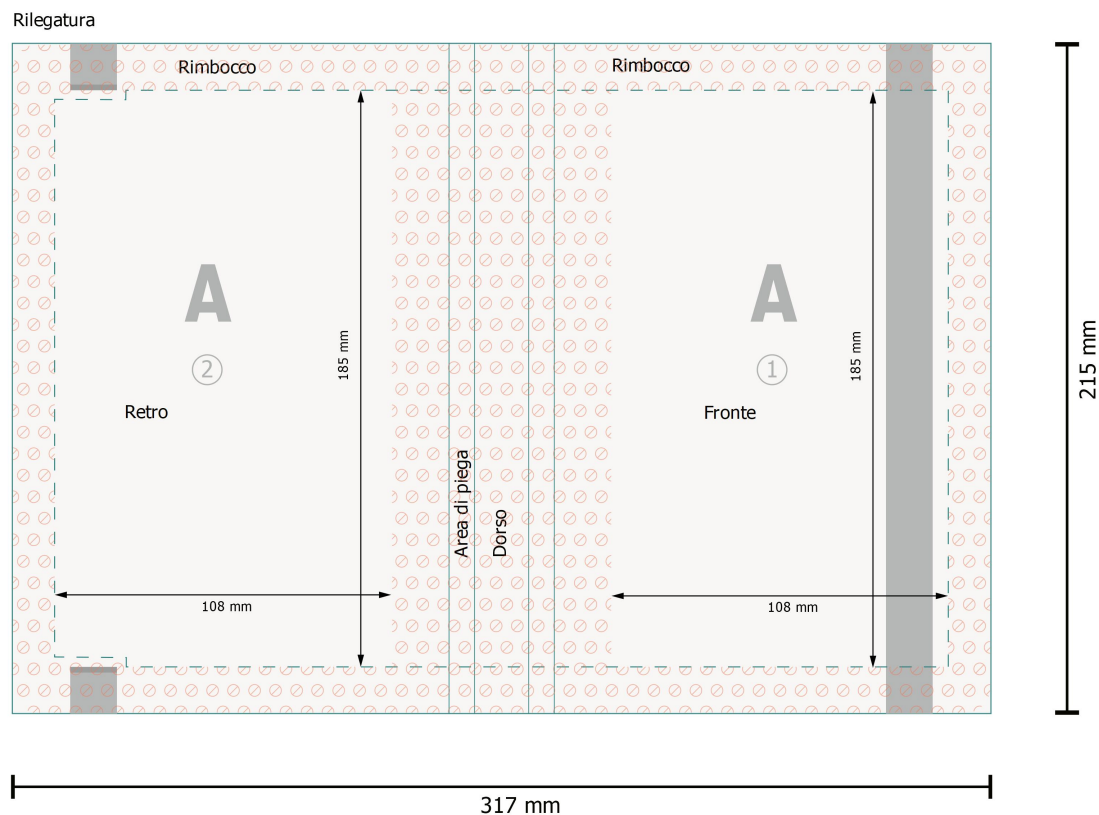 Rilegatura
Rimbocco
Rimbocco
A
A
185 mm
185 mm
215 mm
2
1
Retro
Fronte
Area di piega
Dorso
108 mm
108 mm
317 mm